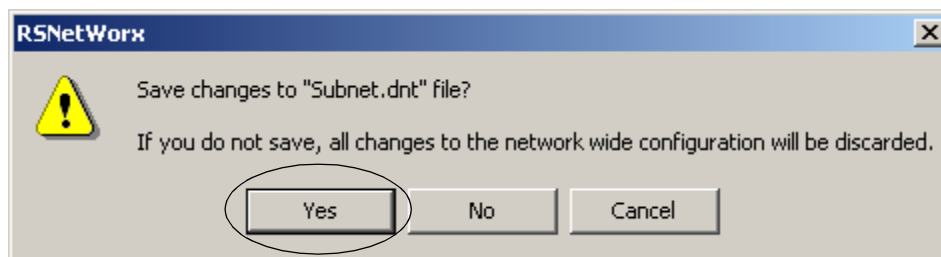 RSNetWorx
Save changes to "Subnet.dnt" file?
If you do not save, all changes to the network wide configuration will be discarded.
Yes No Cancel